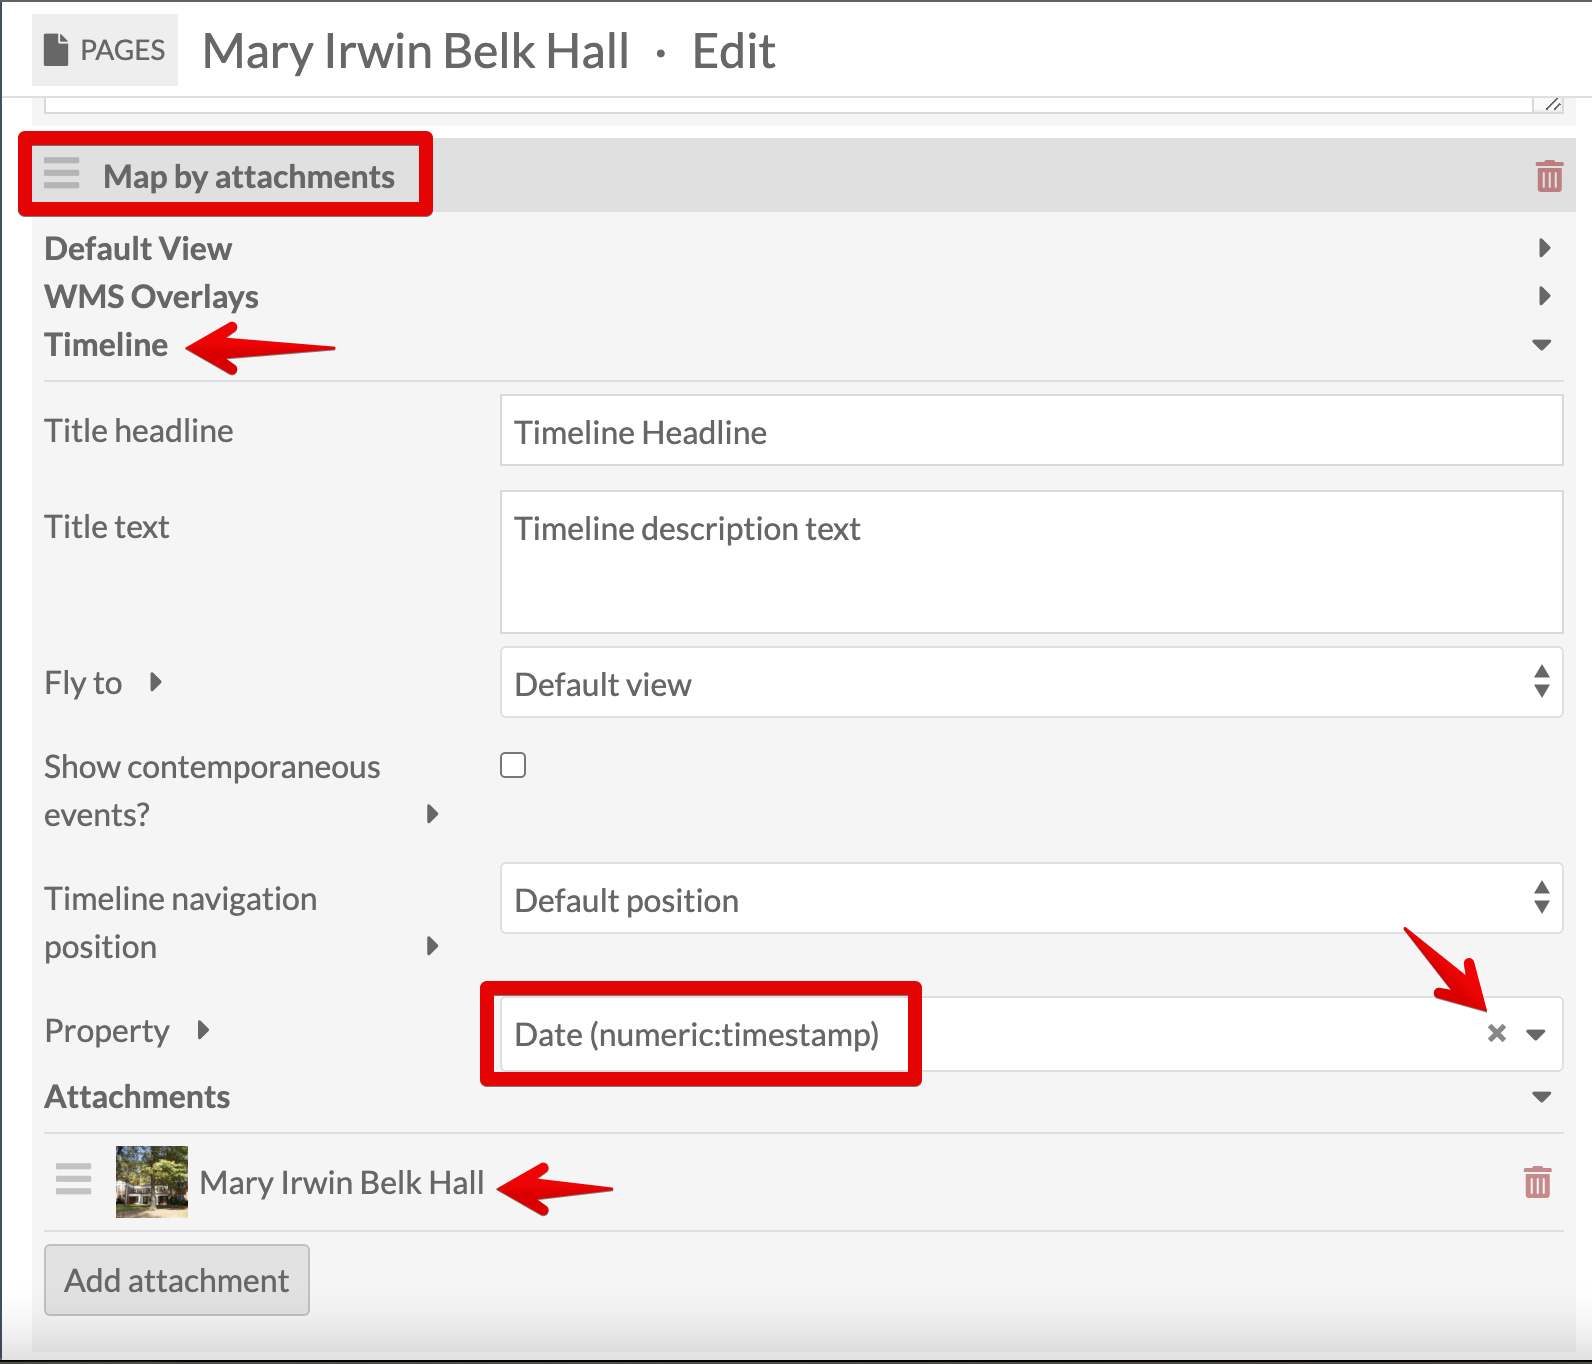 PAGES Mary Irwin Belk Hall · Edit
Map by attachments
Default View
WMS Overlays
Timeline
Title headline
Timeline Headline
Title text
Timeline description text
Fly to
Default view
Show contemporaneous
events?
Timeline navigation
position
Default position
Property
Date (numeric:timestamp)
Attachments
Mary Irwin Belk Hall
Add attachment